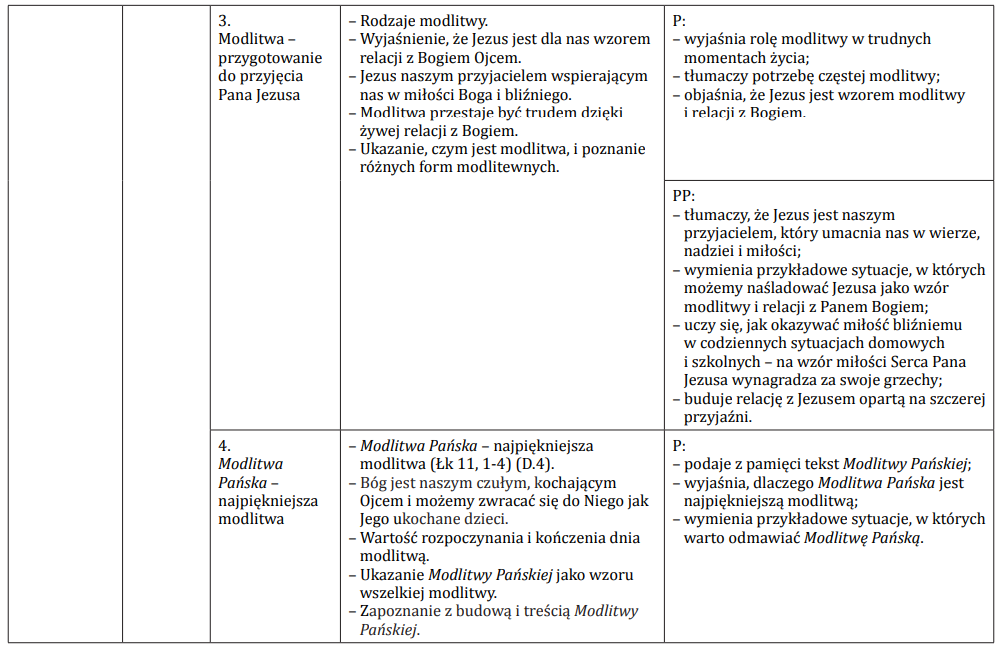 3.
Modlitwa –
przygotowanie
do przyjęcia
Pana Jezusa
– Rodzaje modlitwy.
– Wyjaśnienie, że Jezus jest dla nas wzorem
relacji z Bogiem Ojcem.
– Jezus naszym przyjacielem wspierającym
nas w miłości Boga i bliźniego.
– Modlitwa przestaje być trudem dzięki
żywej relacji z Bogiem.
– Ukazanie, czym jest modlitwa, i poznanie
różnych form modlitewnych.
P:
– wyjaśnia rolę modlitwy w trudnych
momentach życia;
– tłumaczy potrzebę częstej modlitwy;
– objaśnia, że Jezus jest wzorem modlitwy
i relacji z Bogiem.
PP:
– tłumaczy, że Jezus jest naszym
przyjacielem, który umacnia nas w wierze,
nadziei i miłości;
– wymienia przykładowe sytuacje, w których
możemy naśladować Jezusa jako wzór
modlitwy i relacji z Panem Bogiem;
– uczy się, jak okazywać miłość bliźniemu
w codziennych sytuacjach domowych
i szkolnych – na wzór miłości Serca Pana
Jezusa wynagradza za swoje grzechy;
– buduje relację z Jezusem opartą na szczerej
przyjaźni.
4.
Modlitwa
Pańska –
najpiękniejsza
modlitwa
– Modlitwa Pańska – najpiękniejsza
modlitwa (Łk 11, 1-4) (D.4).
– Bóg jest naszym czułym, kochającym
Ojcem i możemy zwracać się do Niego jak
Jego ukochane dzieci.
– Wartość rozpoczynania i kończenia dnia
modlitwą.
– Ukazanie Modlitwy Pańskiej jako wzoru
wszelkiej modlitwy.
– Zapoznanie z budową i treścią Modlitwy
Pańskiej.
P:
– podaje z pamięci tekst Modlitwy Pańskiej;
– wyjaśnia, dlaczego Modlitwa Pańska jest
najpiękniejszą modlitwą;
– wymienia przykładowe sytuacje, w których
warto odmawiać Modlitwę Pańską.